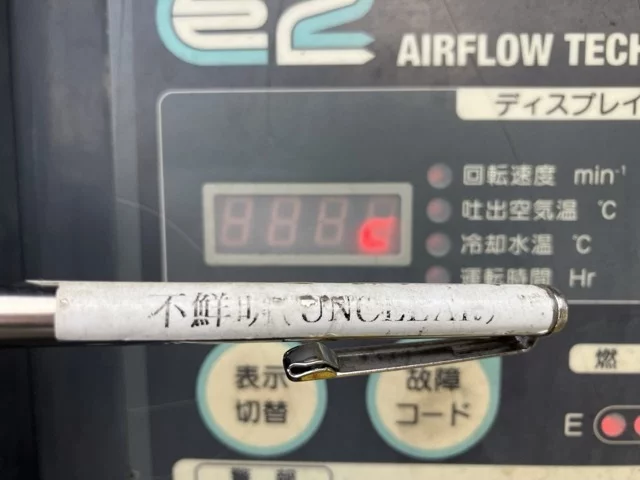 AIRFLOW TECH
ディスプレイ
回転速度 min-1
吐出空気温 ℃
冷却水温 ℃
運転時間 Hr
不鮮明(UNCLEAR)
表示
切替
故障
コード
燃
E